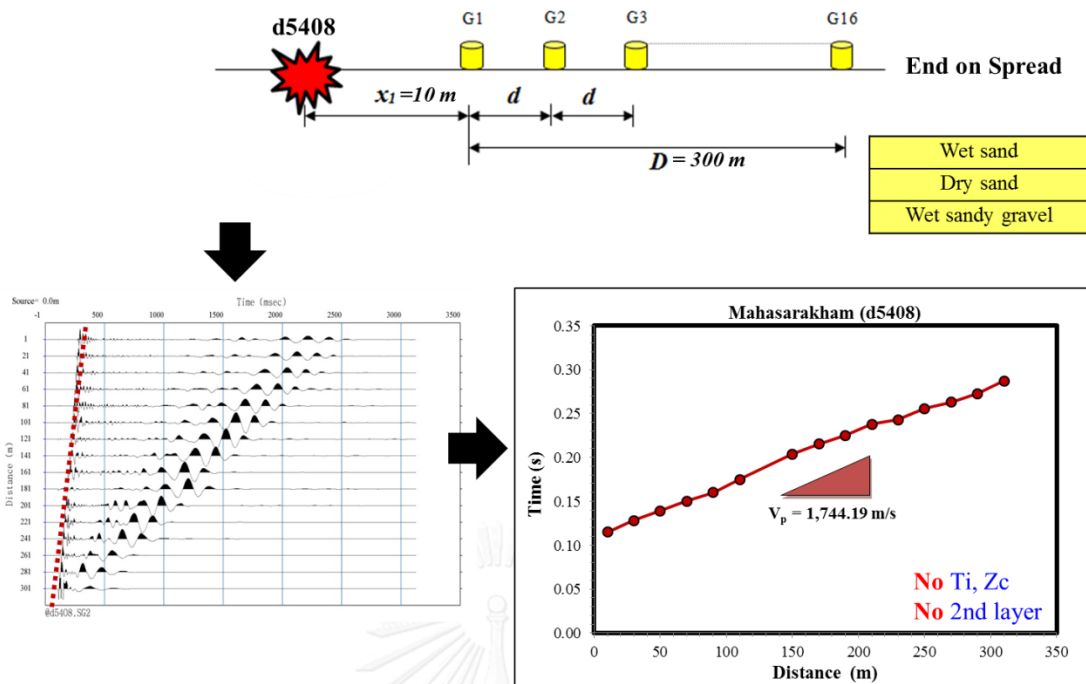 d5408
G1
G2
G3
G16
End on Spread
x₁ =10 m
d
d
D = 300 m
Wet sand
Dry sand
Wet sandy gravel
Source= 0.0m
Time (msec)
-1 500 1000 1500 2000 2500 3000 3500
Distance (m)
1
21
41
61
81
101
121
141
161
181
201
221
241
261
281
301
@d5408.SG2
Mahasarakham (d5408)
Time (s)
0.35
0.30
0.25
0.20
0.15
0.10
0.05
0.00
Vₚ = 1,744.19 m/s
No Ti, Zc
No 2nd layer
0 50 100 150 200 250 300 350
Distance (m)